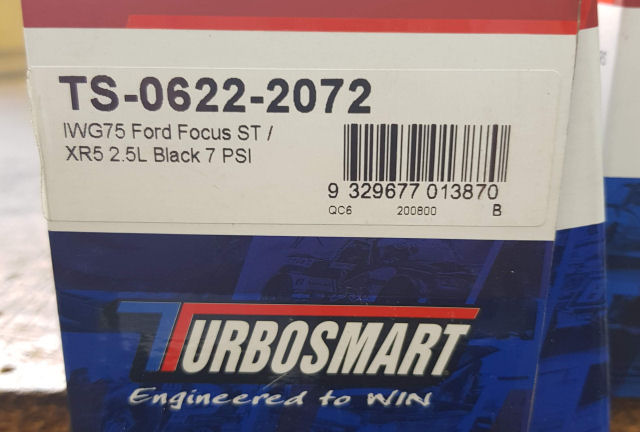 TS-0622-2072
IWG75 Ford Focus ST /
XR5 2.5L Black 7 PSI
9 329677 013870
QC6 200800 B
TURBOSMART
Engineered to WIN